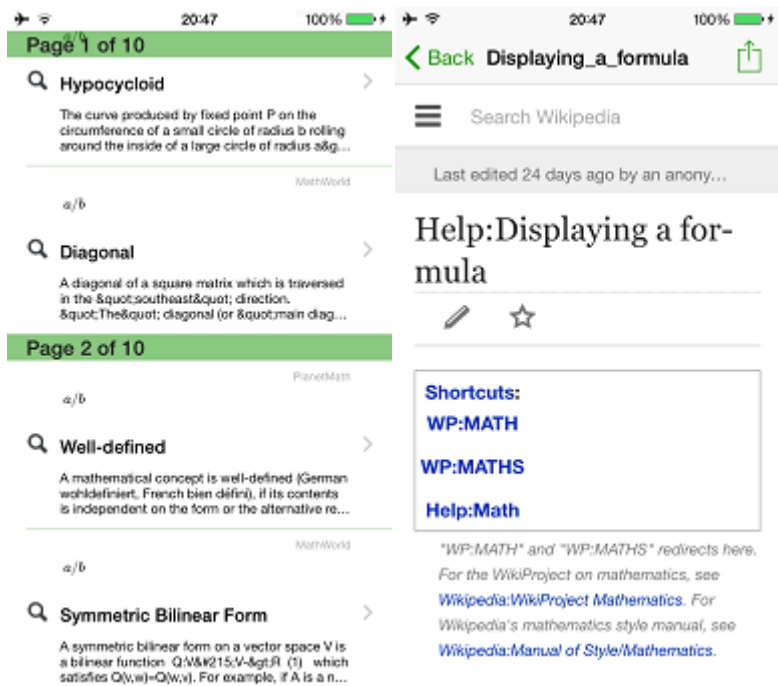 20:47 100%
a/b
Page 1 of 10
Hypocycloid
The curve produced by fixed point P on the
circumference of a small circle of radius b rolling
around the inside of a large circle of radius a&g...
MathWorld
a/b
Diagonal
A diagonal of a square matrix which is traversed
in the &quot;southeast&quot; direction.
&quot;The&quot; diagonal (or &quot;main diag...
Page 2 of 10
PlanetMath
a/b
Well-defined
A mathematical concept is well-defined (German
wohldefiniert, French bien défini), if its contents
is independent on the form or the alternative re...
MathWorld
a/b
Symmetric Bilinear Form
A symmetric bilinear form on a vector space V is
a bilinear function Q:V&#215;V-&gt;R (1) which
satisfies Q(v,w)=Q(w,v). For example, if A is a n...
20:47 100%
Back Displaying_a_formula
Search Wikipedia
Last edited 24 days ago by an anony...
Help:Displaying a for-
mula
Shortcuts:
WP:MATH
WP:MATHS
Help:Math
"WP:MATH" and "WP:MATHS" redirects here.
For the WikiProject on mathematics, see
Wikipedia:WikiProject Mathematics. For
Wikipedia's mathematics style manual, see
Wikipedia:Manual of Style/Mathematics.